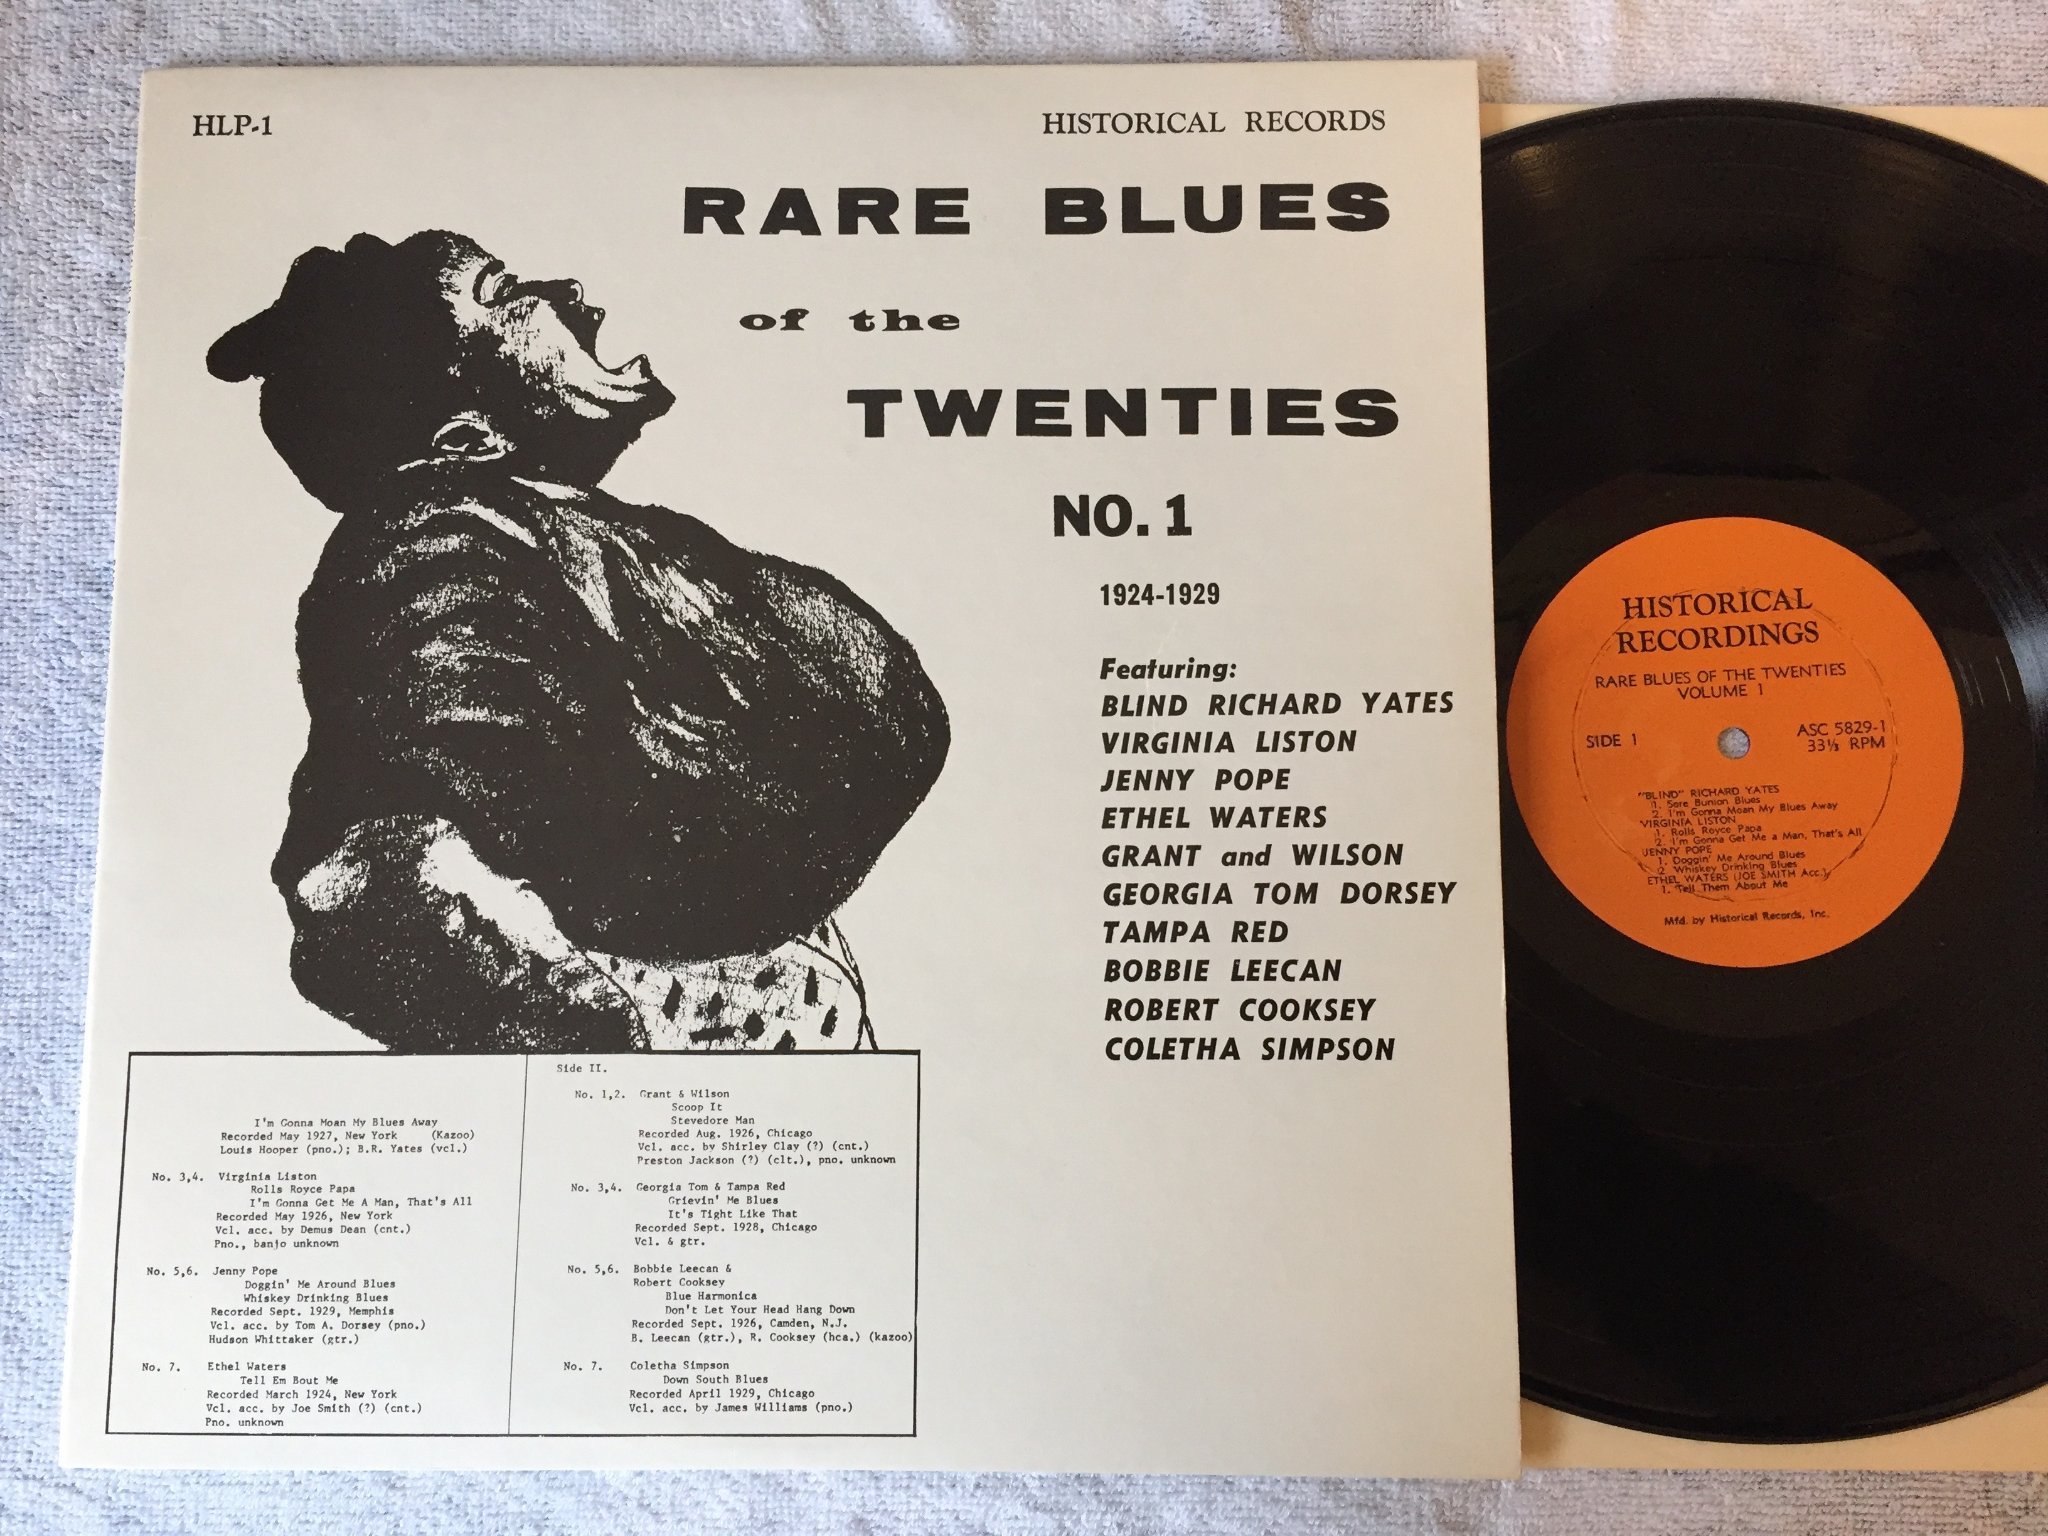 HLP-1
HISTORICAL RECORDS
RARE BLUES
of the
TWENTIES
NO. 1
1924-1929
Featuring:
BLIND RICHARD YATES
VIRGINIA LISTON
JENNY POPE
ETHEL WATERS
GRANT and WILSON
GEORGIA TOM DORSEY
TAMPA RED
BOBBIE LEECAN
ROBERT COOKSEY
COLETHA SIMPSON
I'm Gonna Moan My Blues Away
Recorded May 1927, New York (Kazoo)
Louis Hooper (pno.); B.R. Yates (vcl.)
No. 3,4. Virginia Liston
Rolls Royce Papa
I'm Gonna Get Me A Man, That's All
Recorded May 1926, New York
Vcl. acc. by Demus Dean (cnt.)
Pno., banjo unknown
No. 5,6. Jenny Pope
Doggin' Me Around Blues
Whiskey Drinking Blues
Recorded Sept. 1929, Memphis
Vcl. acc. by Tom A. Dorsey (pno.)
Hudson Whittaker (gtr.)
No. 7. Ethel Waters
Tell Em Bout Me
Recorded March 1924, New York
Vcl. acc. by Joe Smith (?) (cnt.)
Pno. unknown
Side II.
No. 1,2. Grant & Wilson
Scoop It
Stevedore Man
Recorded Aug. 1926, Chicago
Vcl. acc. by Shirley Clay (?) (cnt.)
Preston Jackson (?) (clt.), pno. unknown
No. 3,4. Georgia Tom & Tampa Red
Grievin' Me Blues
It's Tight Like That
Recorded Sept. 1928, Chicago
Vcl. & gtr.
No. 5,6. Bobbie Leecan &
Robert Cooksey
Blue Harmonica
Don't Let Your Head Hang Down
Recorded Sept. 1926, Camden, N.J.
B. Leecan (gtr.), R. Cooksey (hca.) (kazoo)
No. 7. Coletha Simpson
Down South Blues
Recorded April 1929, Chicago
Vcl. acc. by James Williams (pno.)
HISTORICAL
RECORDINGS
RARE BLUES OF THE TWENTIES
VOLUME 1
SIDE 1
ASC 5829-1
33⅓ RPM
"BLIND" RICHARD YATES
1. Sore Bunion Blues
2. I'm Gonna Moan My Blues Away
VIRGINIA LISTON
1. Rolls Royce Papa
2. I'm Gonna Get Me a Man, That's All
JENNY POPE
1. Doggin' Me Around Blues
2. Whiskey Drinking Blues
ETHEL WATERS (JOE SMITH Acc.)
1. Tell Them About Me
Mfd. by Historical Records, Inc.